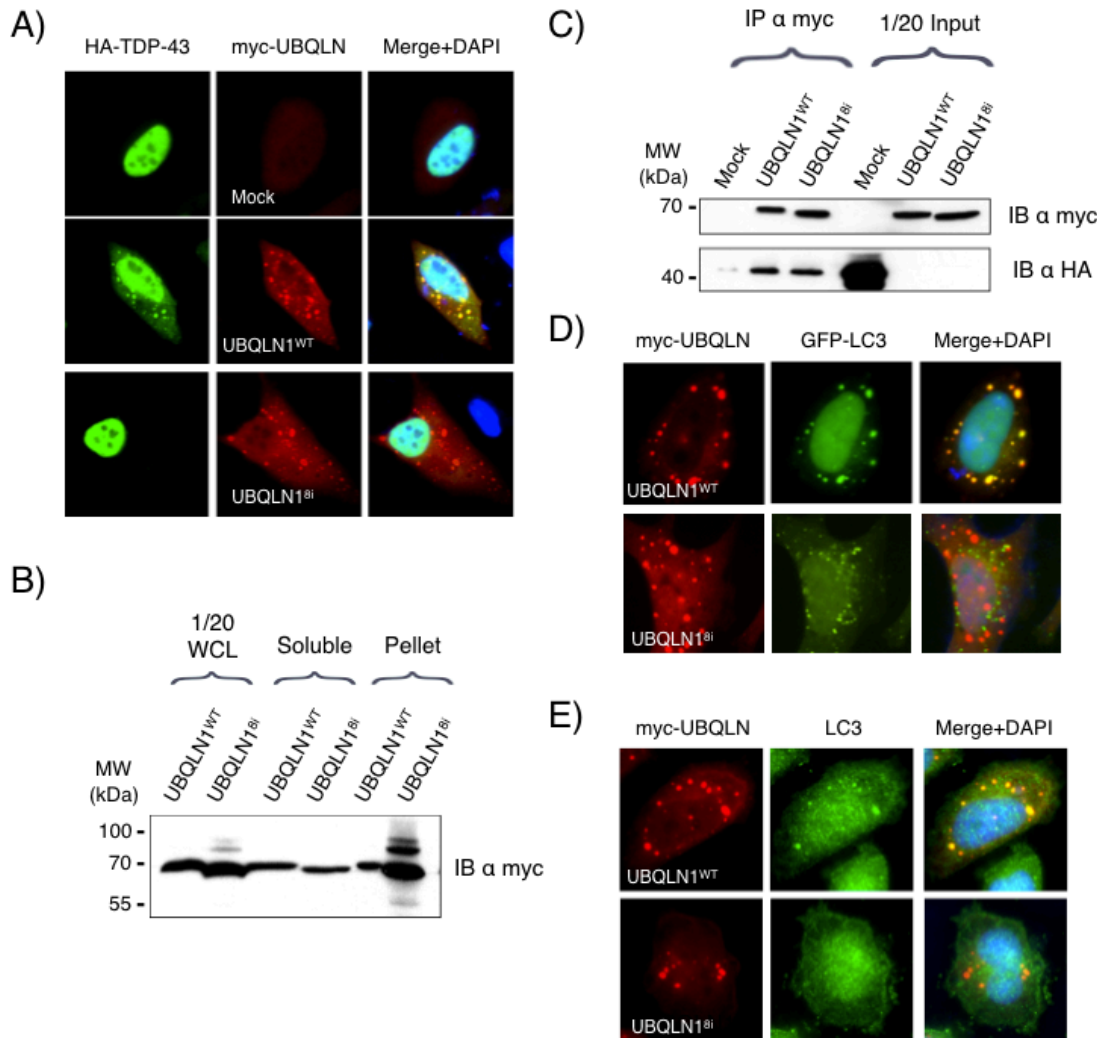 A)
HA-TDP-43 myc-UBQLN Merge+DAPI
Mock
UBQLN1WT
UBQLN18i
B)
1/20 WCL Soluble Pellet
MW (kDa) UBQLN1WT UBQLN18i UBQLN1WT UBQLN18i UBQLN1WT UBQLN18i
100 -
70 -
55 -
IB α myc
C)
IP α myc 1/20 Input
MW (kDa) Mock UBQLN1WT UBQLN18i Mock UBQLN1WT UBQLN18i
70 - IB α myc
40 - IB α HA
D)
myc-UBQLN GFP-LC3 Merge+DAPI
UBQLN1WT
UBQLN18i
E)
myc-UBQLN LC3 Merge+DAPI
UBQLN1WT
UBQLN18i